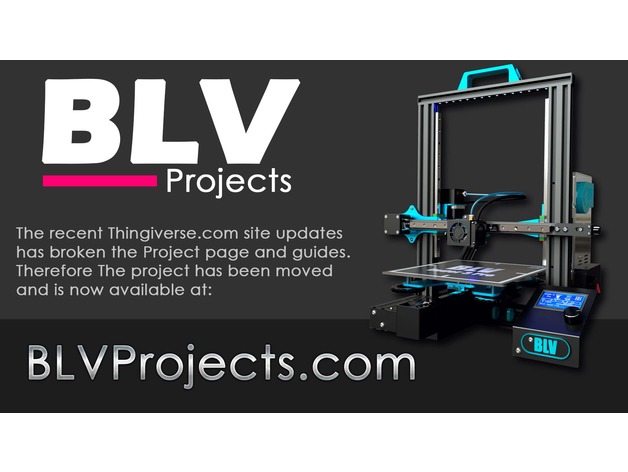 BLV
Projects
The recent Thingiverse.com site updates
has broken the Project page and guides.
Therefore The project has been moved
and is now available at:
BLV
BLV
BLVProjects.com